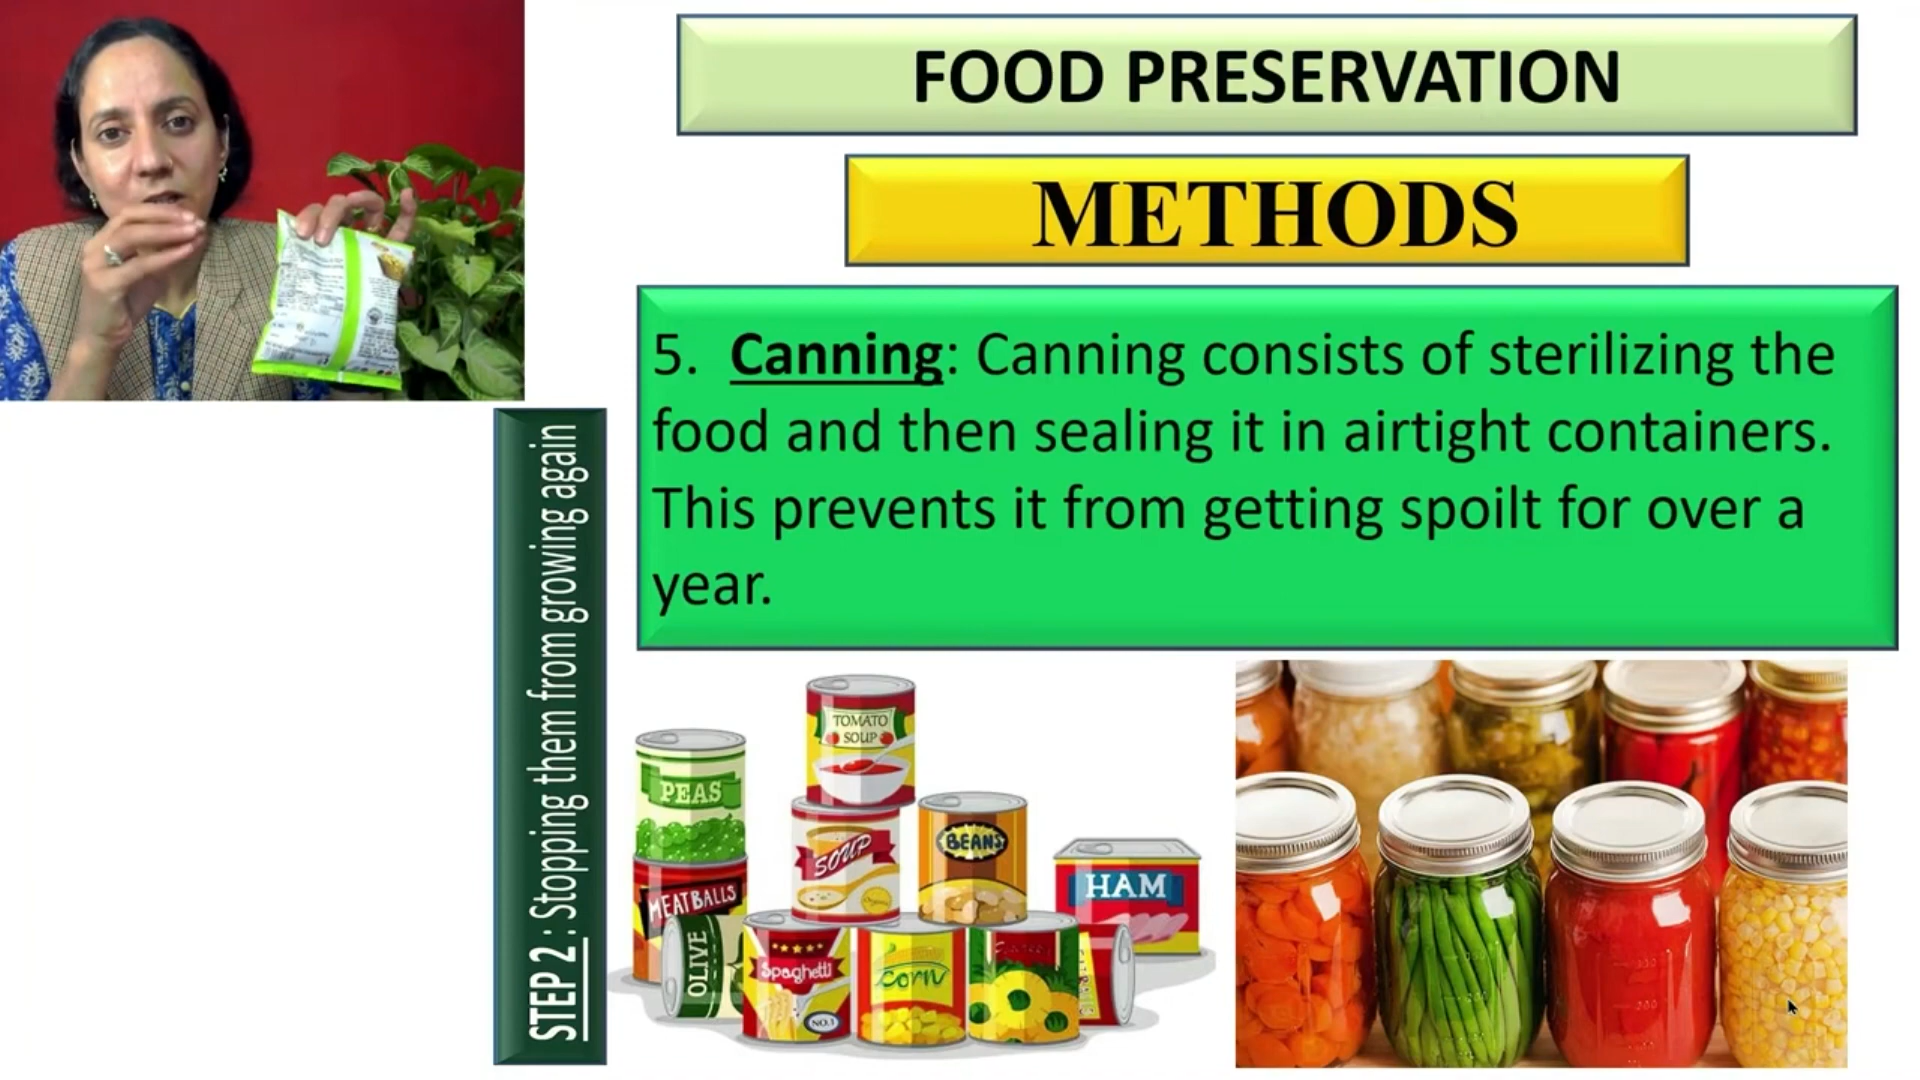 FOOD PRESERVATION
METHODS
5. Canning: Canning consists of sterilizing the
food and then sealing it in airtight containers.
This prevents it from getting spoilt for over a
year.
STEP 2 : Stopping them from growing again
TOMATO
SOUP
PEAS
SOUP
BEANS
HAM
MEATBALLS
OLIVE
Spaghetti
NO.1
corn